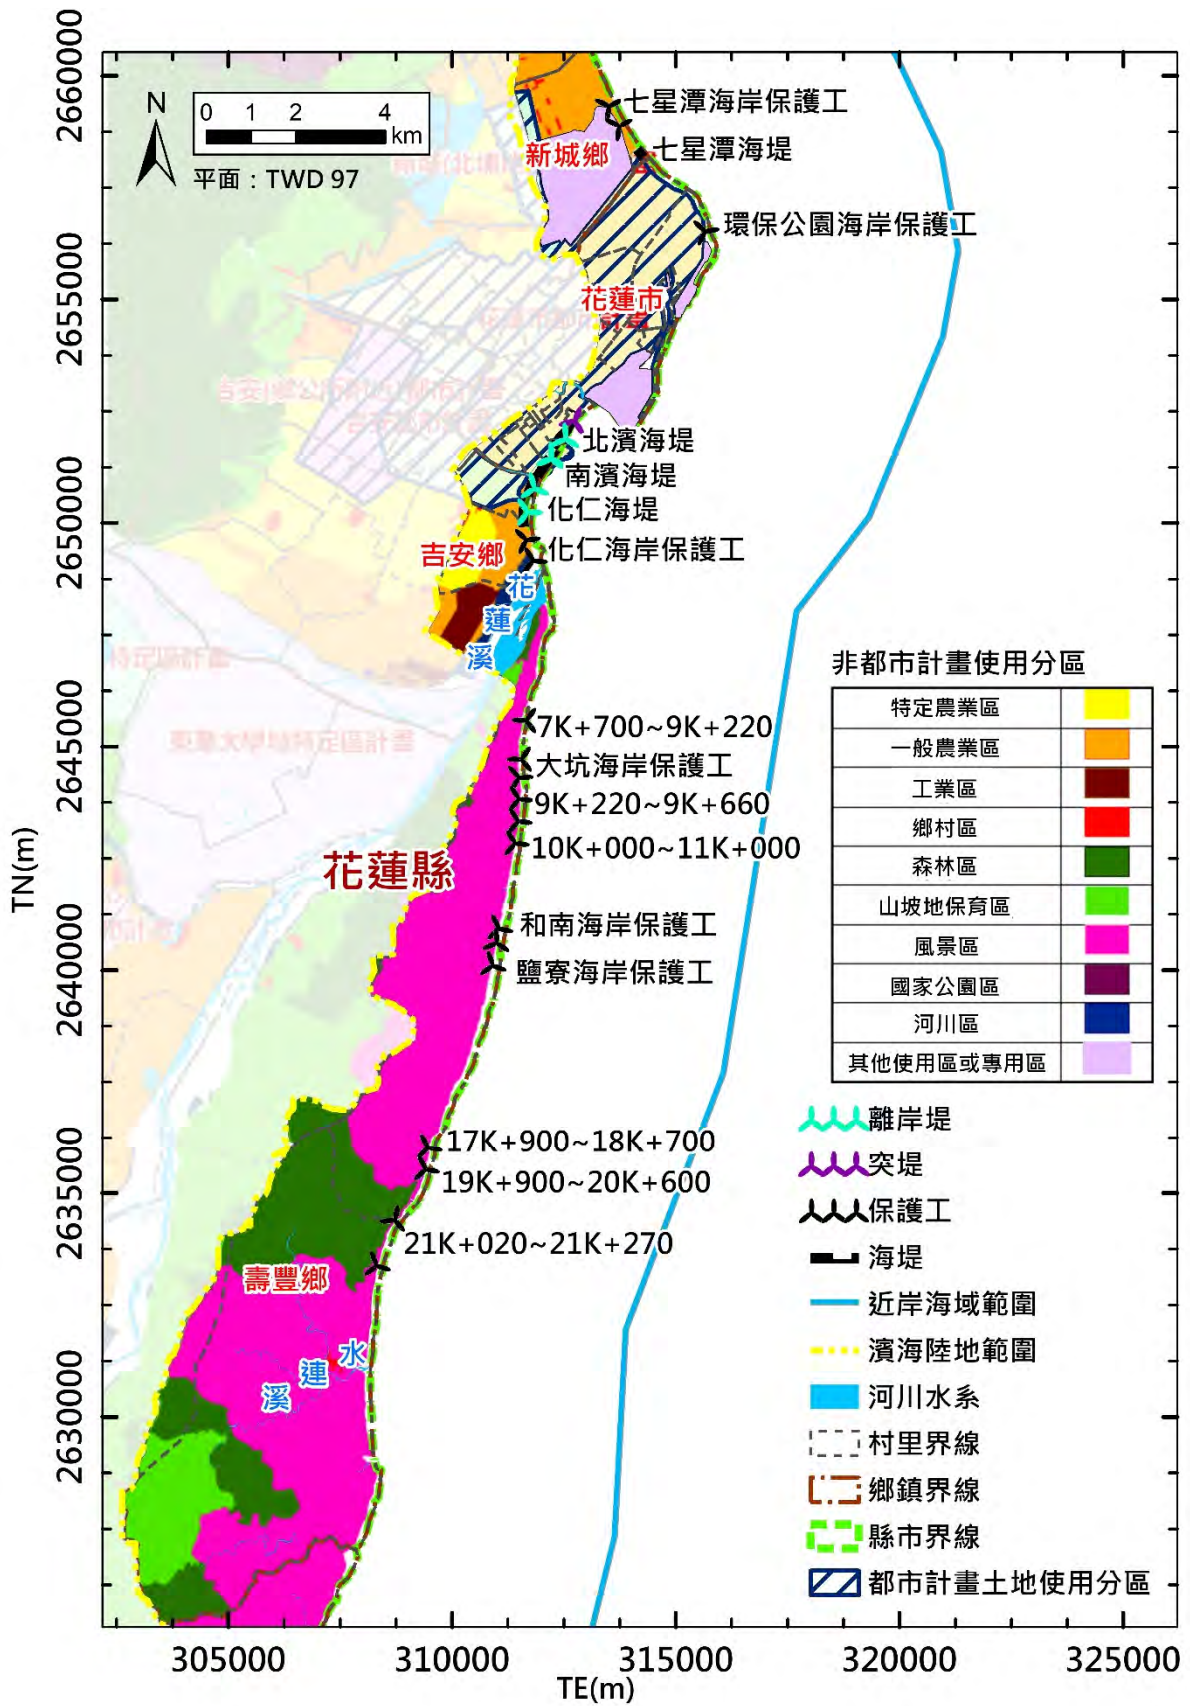 N
0 1 2 4
km
平面：TWD 97
2660000
2655000
2650000
2645000
2640000
2635000
2630000
TN(m)
七星潭海岸保護工
新城鄉
七星潭海堤
環保公園海岸保護工
花蓮市
北濱海堤
南濱海堤
化仁海堤
化仁海岸保護工
吉安鄉
花
蓮
溪
7K+700~9K+220
大坑海岸保護工
9K+220~9K+660
10K+000~11K+000
花蓮縣
和南海岸保護工
鹽寮海岸保護工
17K+900~18K+700
19K+900~20K+600
21K+020~21K+270
壽豐鄉
水
連
溪
非都市計畫使用分區
特定農業區
一般農業區
工業區
鄉村區
森林區
山坡地保育區
風景區
國家公園區
河川區
其他使用區或專用區
離岸堤
突堤
保護工
海堤
近岸海域範圍
濱海陸地範圍
河川水系
村里界線
鄉鎮界線
縣市界線
都市計畫土地使用分區
305000 310000 315000 320000 325000
TE(m)